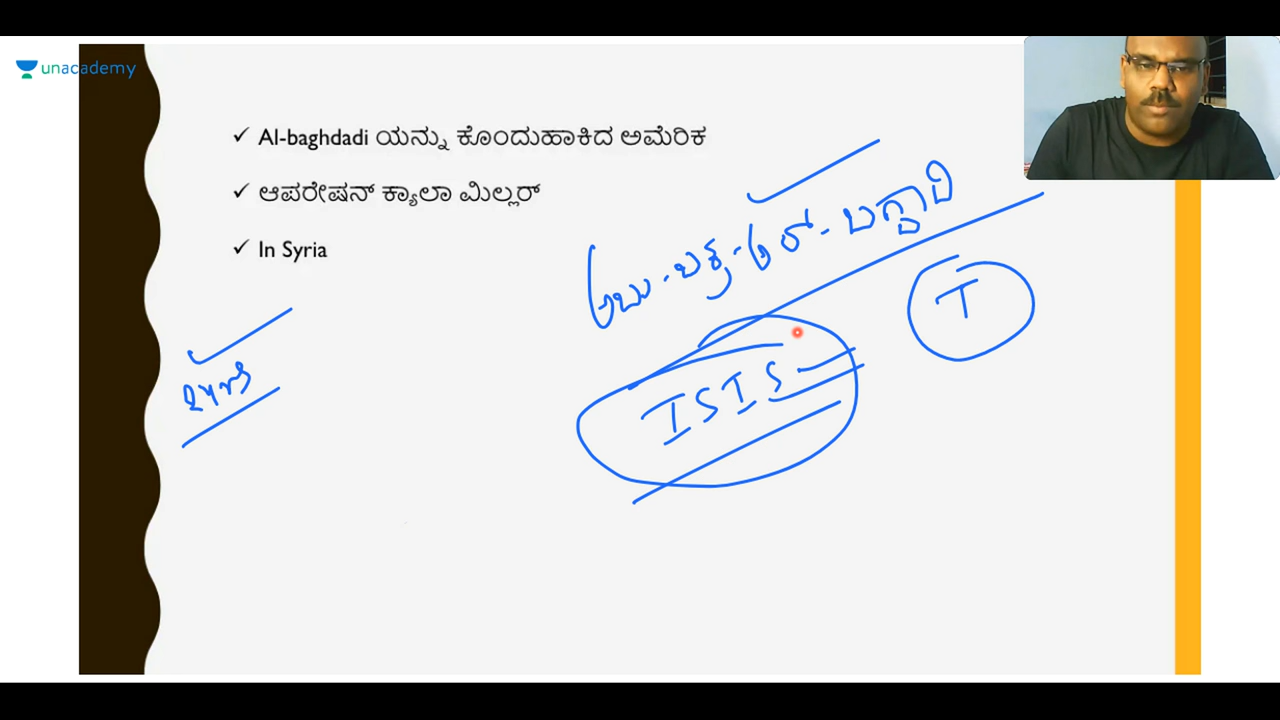 unacademy
✓ Al-baghdadi ಯನ್ನು ಕೊಂದುಹಾಕಿದ ಅಮೆರಿಕ
✓ ಆಪರೇಷನ್ ಕ್ಯಾಲಾ ಮಿಲ್ಲರ್
✓ In Syria
ಅಬು-ಬಕ್ರ-ಅಲ್-ಬಗ್ದಾದಿ
T
ISIS